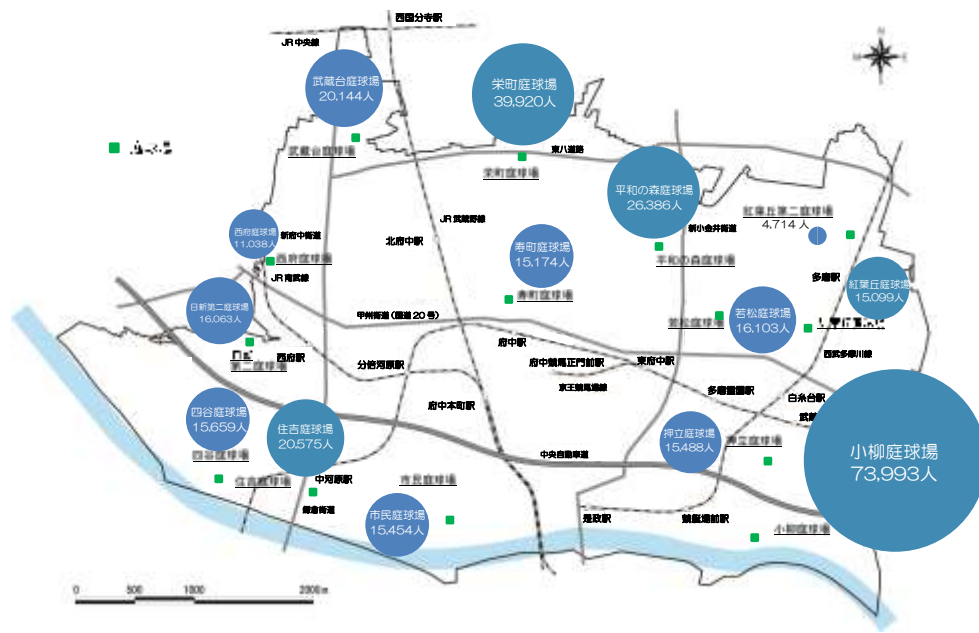 西国分寺駅
JR 中央線
N
W
E
S
武蔵台庭球場
20,144人
栄町庭球場
39,920人
武蔵台庭球場
東八道路
栄町庭球場
平和の森庭球場
26,386人
紅葉丘第二庭球場
4,714 人
西府庭球場
11,038人
新府中街道
北府中駅
JR 武蔵野線
新小金井街道
寿町庭球場
15,174人
平和の森庭球場
西府庭球場
JR 南武線
多磨駅
紅葉丘庭球場
15,099人
日新第二庭球場
16,063人
寿町庭球場
甲州街道 (国道 20 号)
若松庭球場
若松庭球場
16,103人
第二庭球場
西府駅
分倍河原駅
府中駅
府中競馬正門前駅
東府中駅
西武多摩川線
京王競馬場線
多磨霊園駅
白糸台駅
武蔵
四谷庭球場
15,659人
住吉庭球場
20,575人
府中本町駅
押立庭球場
15,488人
押立庭球場
小柳庭球場
73,993人
四谷庭球場
中央自動車道
住吉庭球場
中河原駅
鎌倉街道
市民庭球場
市民庭球場
15,454人
是政駅
競艇場前駅
小柳庭球場
0
500
1000
2000 m